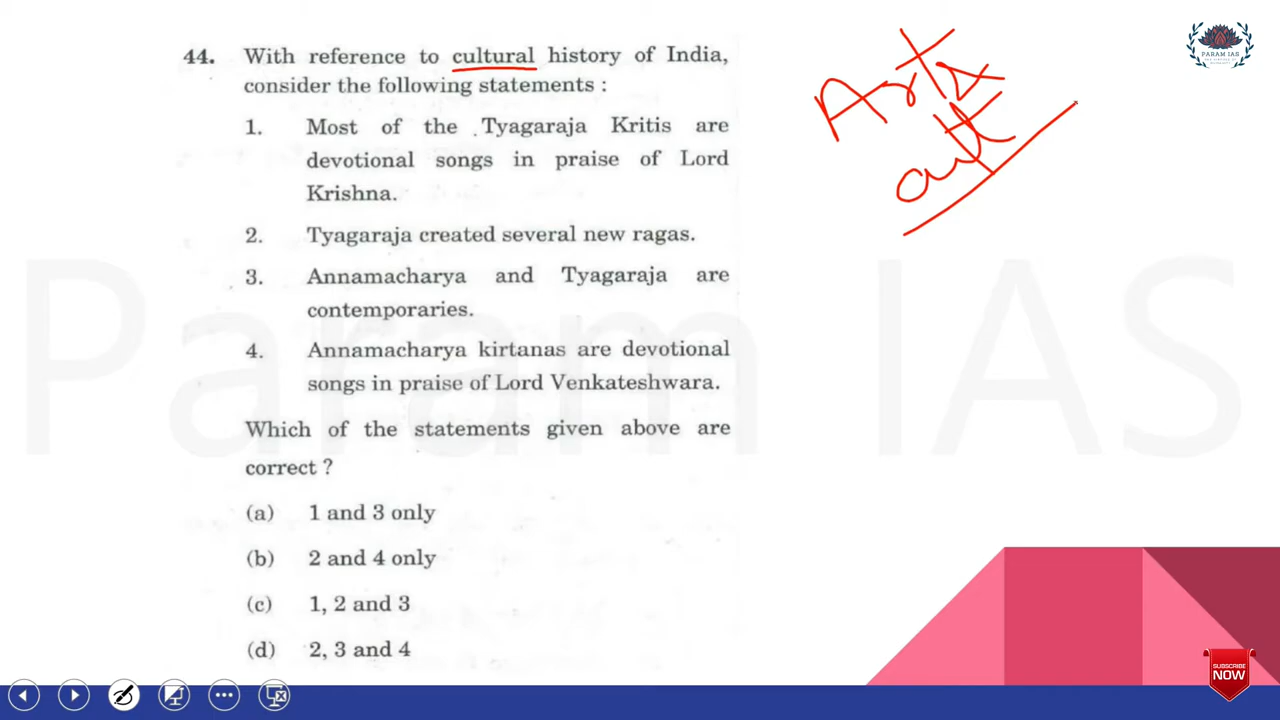 44. With reference to cultural history of India,
consider the following statements :
1. Most of the Tyagaraja Kritis are
devotional songs in praise of Lord
Krishna.
2. Tyagaraja created several new ragas.
3. Annamacharya and Tyagaraja are
contemporaries.
4. Annamacharya kirtanas are devotional
songs in praise of Lord Venkateshwara.
Which of the statements given above are
correct ?
(a) 1 and 3 only
(b) 2 and 4 only
(c) 1, 2 and 3
(d) 2, 3 and 4
Art &
cult
PARAM IAS
Param IAS
SUBSCRIBE
NOW